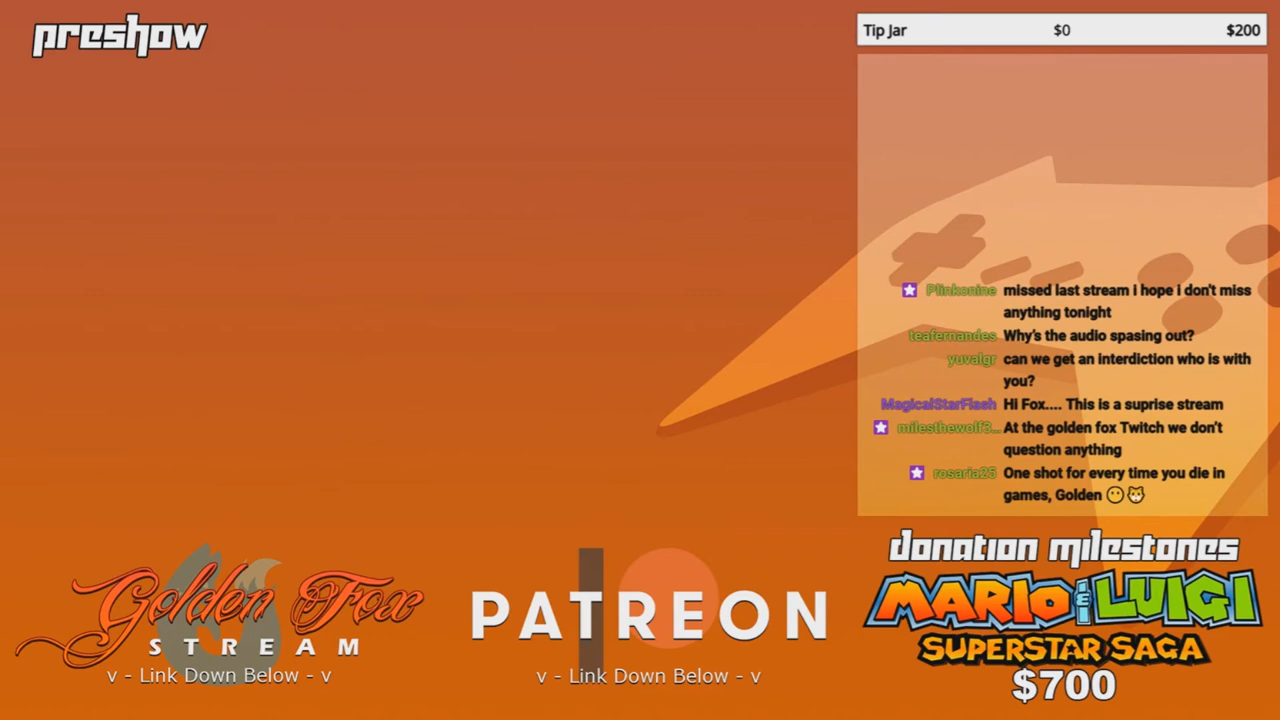 preshow
Tip Jar $0 $200
Plinkonine missed last stream i hope i don't miss
anything tonight
teafernandes Why's the audio spasing out?
yuvalgr can we get an interdiction who is with
you?
MagicalStarFlash Hi Fox.... This is a suprise stream
milesthewolf3... At the golden fox Twitch we don't
question anything
rosaria25 One shot for every time you die in
games, Golden 😶🐱
Golden Fox
STREAM
v - Link Down Below - v
PATREON
v - Link Down Below - v
donation milestones
MARIO & LUIGI
SUPERSTAR SAGA
$700